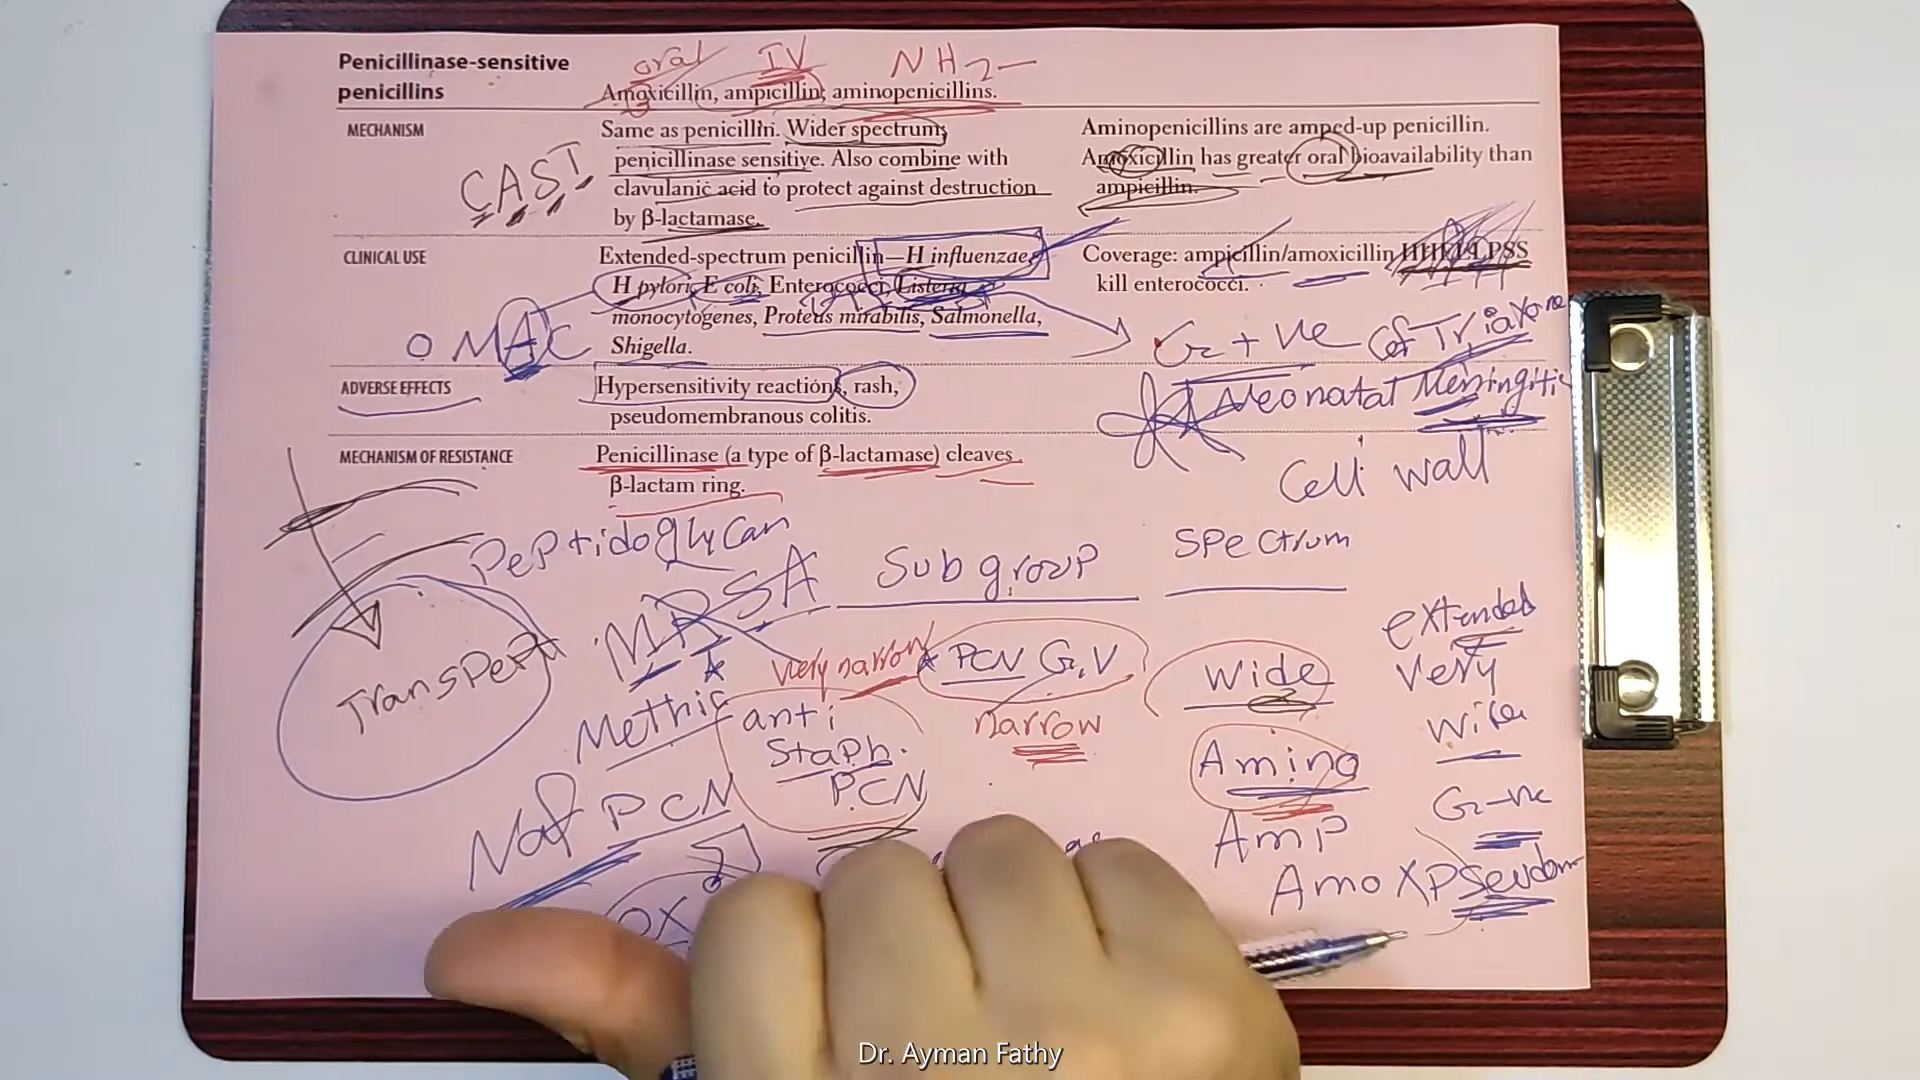 Penicillinase-sensitive
penicillins
oral IV NH2-
Amoxicillin, ampicillin; aminopenicillins.
MECHANISM
Same as penicillin. Wider spectrum;
penicillinase sensitive. Also combine with
clavulanic acid to protect against destruction
by β-lactamase.
Aminopenicillins are amped-up penicillin.
Amoxicillin has greater oral bioavailability than
ampicillin.
CAST
CLINICAL USE
Extended-spectrum penicillin—H influenzae,
H pylori, E coli, Enterococci, Listeria
monocytogenes, Proteus mirabilis, Salmonella,
Shigella.
Coverage: ampicillin/amoxicillin HHEELPSS
kill enterococci.
O MAC
G+ve CefTriaxone
Neonatal Meningitis
ADVERSE EFFECTS
Hypersensitivity reactions, rash,
pseudomembranous colitis.
MECHANISM OF RESISTANCE
Penicillinase (a type of β-lactamase) cleaves
β-lactam ring.
Cell wall
Peptidoglycan
MRSA
Subgroup
Spectrum
TransPept
very narrow
PCN G,V
narrow
Wide
extended
very
Methic
anti
Staph.
PCN
Amino
Amp
Amox
G-ve
Pseudom
Naf PCN
OX
Dr. Ayman Fathy